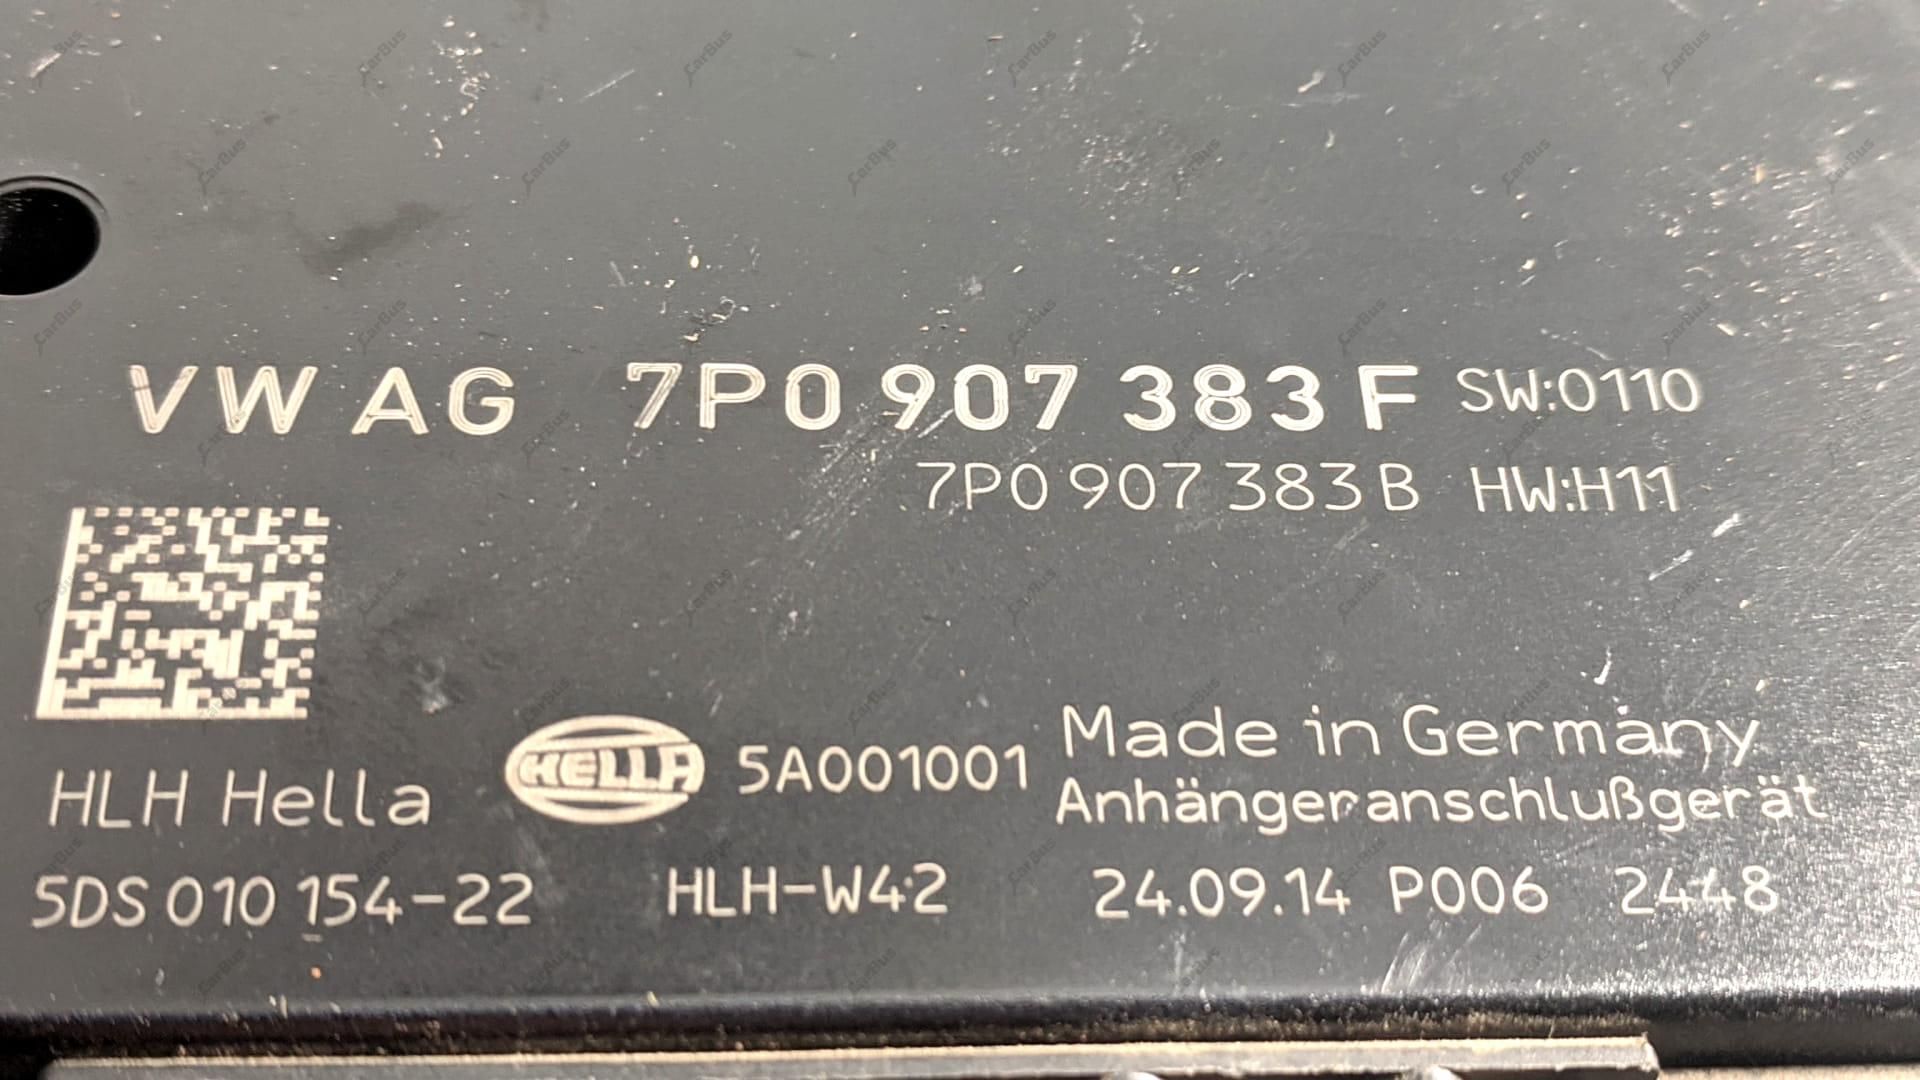 VW AG 7P0 907 383 F SW:0110
7P0 907 383 B HW:H11
HLH Hella
HELLA
5A001001
Made in Germany
Anhängeranschlußgerät
5DS 010 154-22 HLH-W42 24.09.14 P006 2448
CarBus